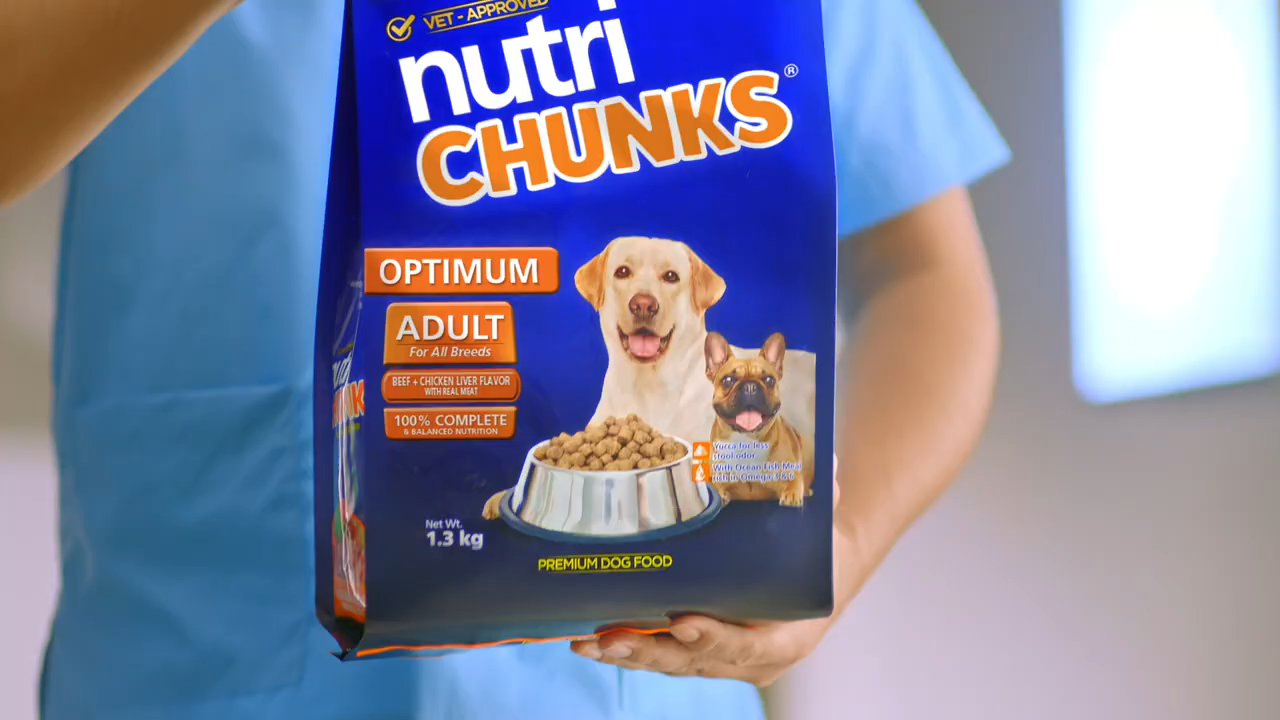 VET - APPROVED
nutri
CHUNKS®
OPTIMUM
ADULT
For All Breeds
BEEF + CHICKEN LIVER FLAVOR
WITH REAL MEAT
100% COMPLETE
& BALANCED NUTRITION
Yucca for less
stool odor
With Ocean Fish Meal
rich in Omega 3 & 6
Net Wt.
1.3 kg
PREMIUM DOG FOOD